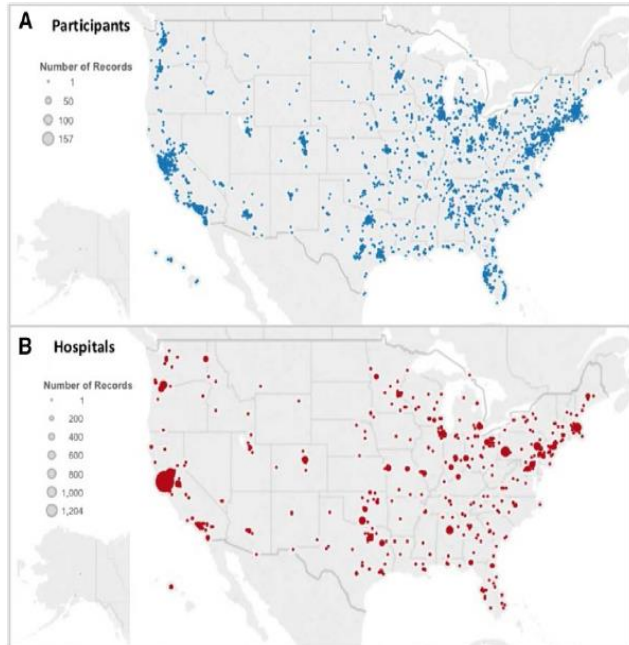 A Participants
Number of Records
1
50
100
157
B Hospitals
Number of Records
1
200
400
600
800
1,000
1,204